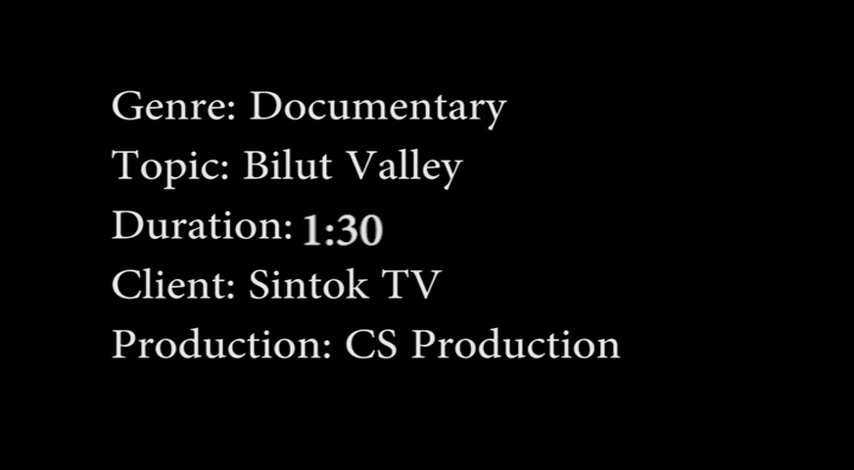 Genre: Documentary
Topic: Bilut Valley
Duration: 1:30
Client: Sintok TV
Production: CS Production